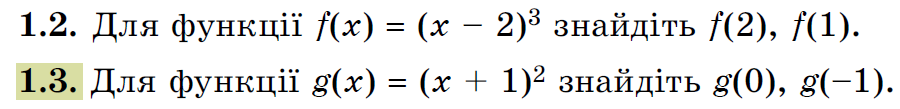 1.2. Для функції f(x) = (x − 2)³ знайдіть f(2), f(1).
1.3. Для функції g(x) = (x + 1)² знайдіть g(0), g(−1).